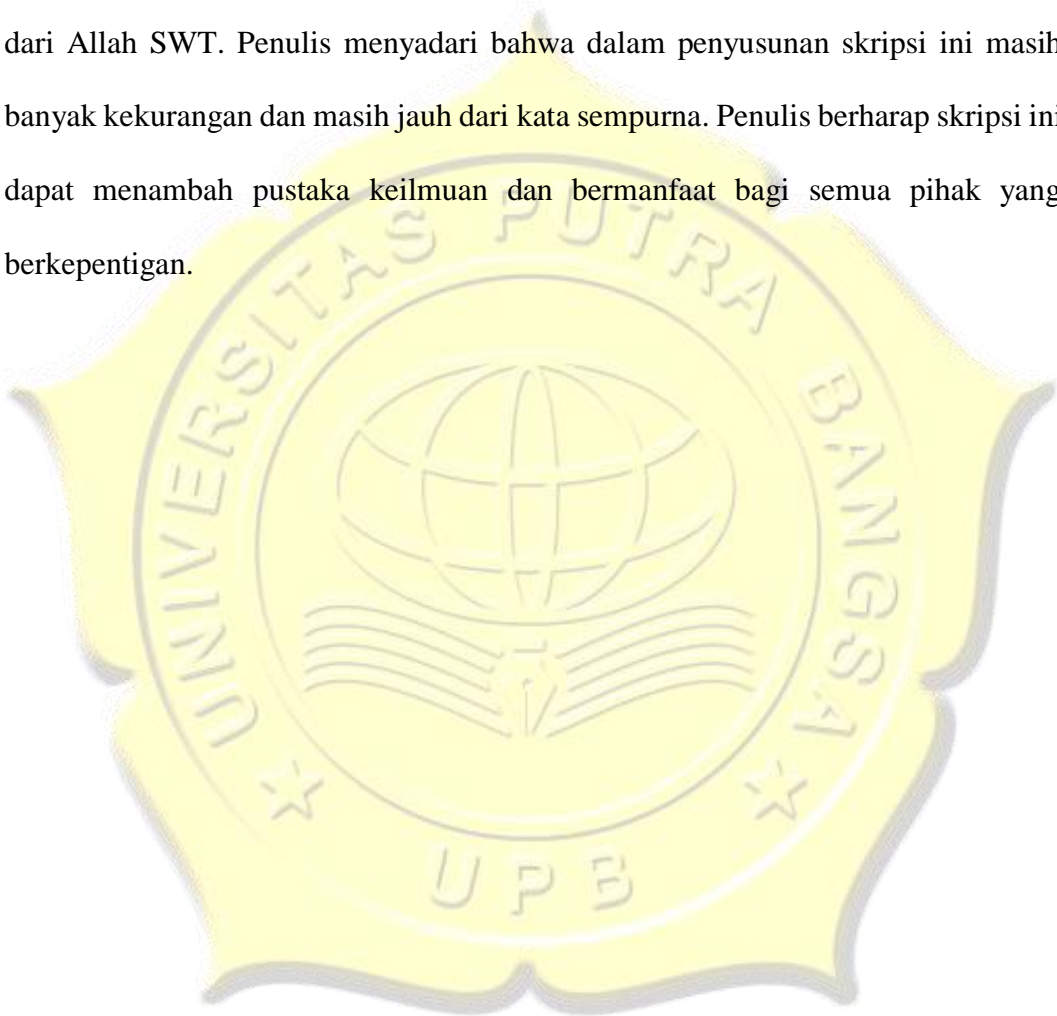 dari Allah SWT. Penulis menyadari bahwa dalam penyusunan skripsi ini masih
banyak kekurangan dan masih jauh dari kata sempurna. Penulis berharap skripsi ini
dapat menambah pustaka keilmuan dan bermanfaat bagi semua pihak yang
berkepentigan.
UNIVERSITAS PUTRA BANGSA
UPB